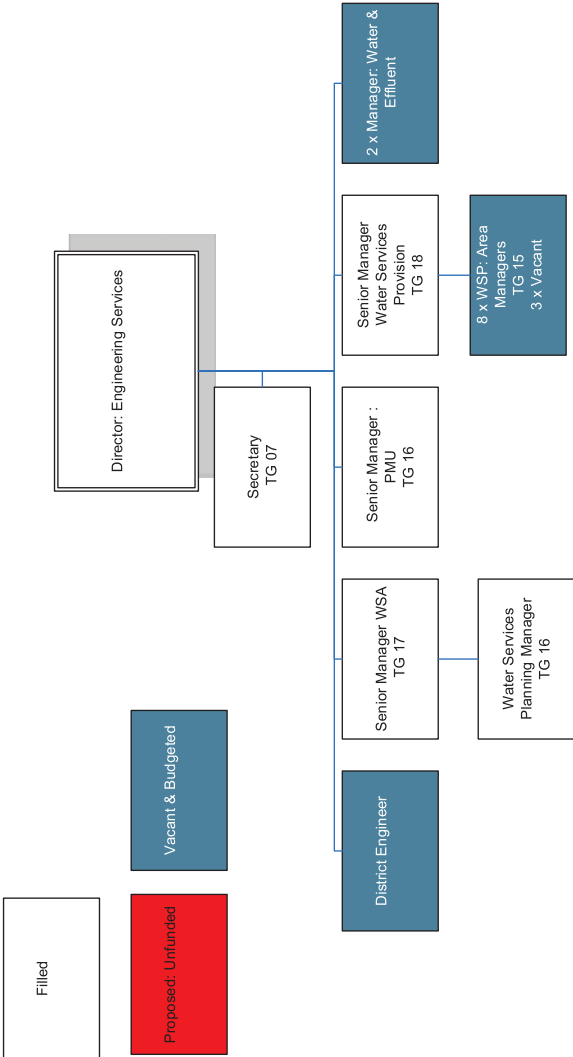 Filled
Proposed: Unfunded
Vacant & Budgeted
Director: Engineering Services
Secretary
TG 07
District Engineer
Senior Manager WSA
TG 17
Senior Manager :
PMU
TG 16
Senior Manager
Water Services
Provision
TG 18
2 x Manager: Water &
Effluent
Water Services
Planning Manager
TG 16
8 x WSP: Area
Managers
TG 15
3 x Vacant